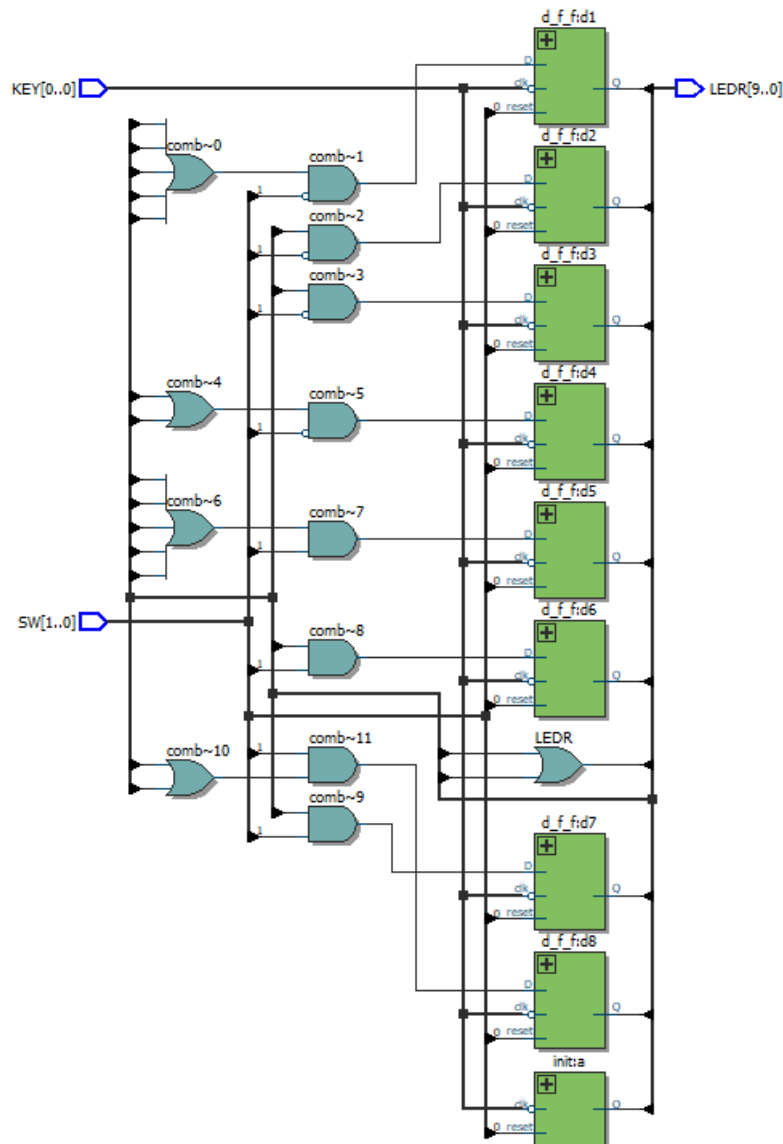 d_f_f:d1
D
KEY[0..0]
clk
Q
LEDR[9..0]
0 reset
comb~0
d_f_f:d2
comb~1
1
D
comb~2
clk
Q
1
0 reset
comb~3
d_f_f:d3
1
D
clk
Q
0 reset
comb~4
d_f_f:d4
comb~5
D
1
clk
Q
0 reset
comb~6
d_f_f:d5
comb~7
D
1
clk
Q
0 reset
SW[1..0]
d_f_f:d6
comb~8
D
1
clk
Q
0 reset
comb~10
comb~11
LEDR
1
comb~9
d_f_f:d7
1
D
clk
Q
0 reset
d_f_f:d8
D
clk
Q
0 reset
init:a
clk
Q
0 reset